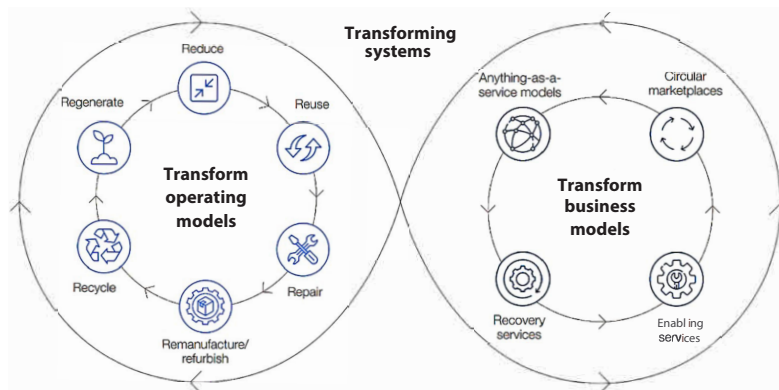 Transforming
systems
Reduce
Regenerate
Reuse
Transform
operating
models
Recycle
Repair
Remanufacture/
refurbish
Anything-as-a-
service models
Circular
marketplaces
Transform
business
models
Recovery
services
Enabling
services